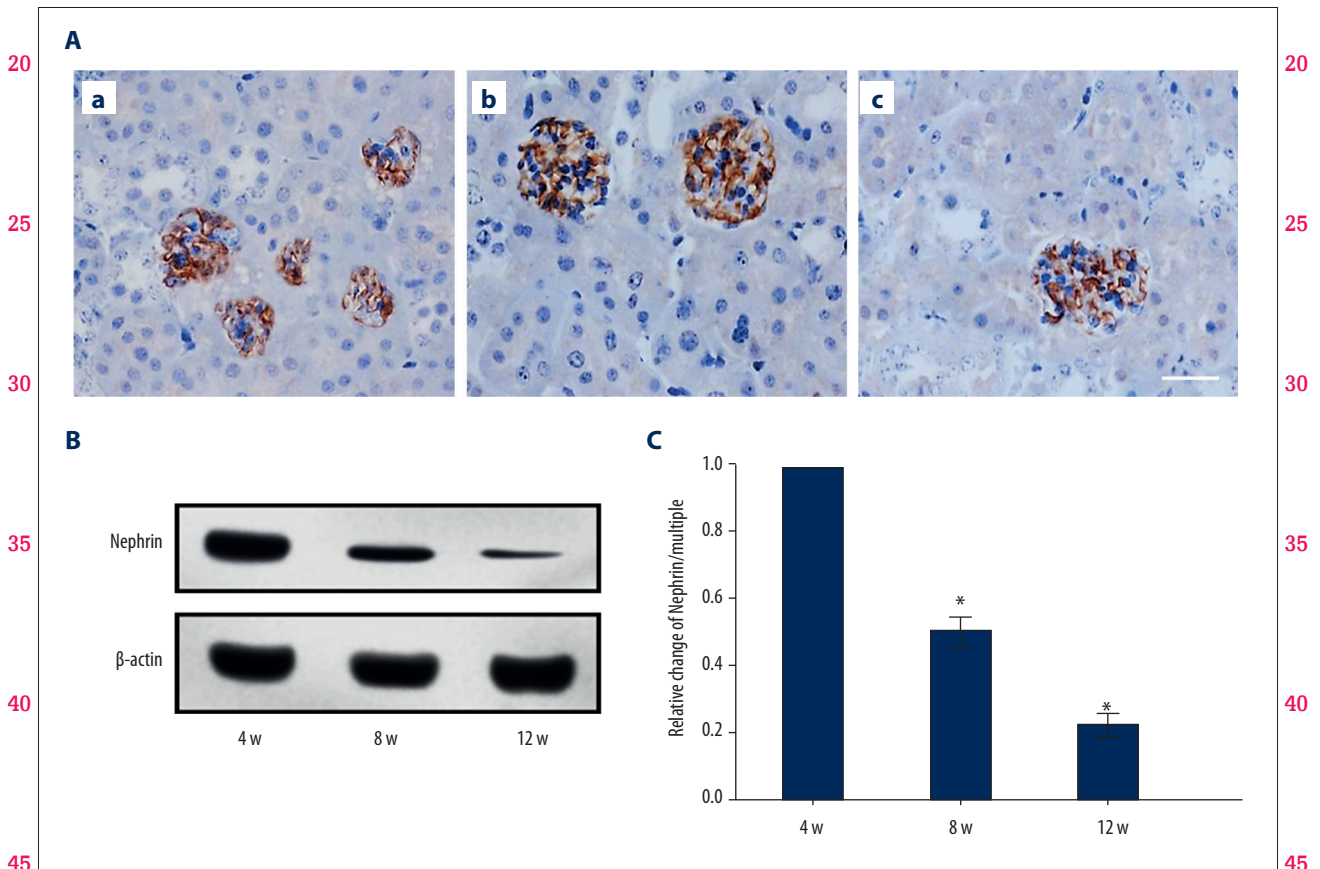 A
20 20
a b c
25 25
30 30
B C
1.0
0.8
0.6
0.4
0.2
0.0
Relative change of Nephrin/multiple
*
*
4 w 8 w 12 w
Nephrin
35 35
β-actin
40 40
4 w 8 w 12 w
45 45